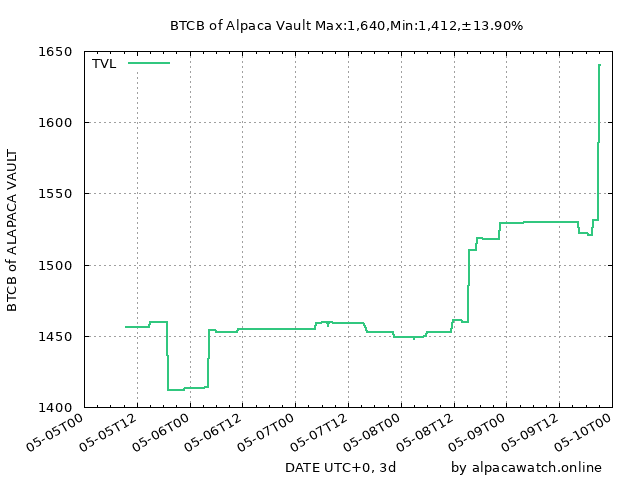 BTCB of Alpaca Vault Max:1,640,Min:1,412,±13.90%
TVL
BTCB of ALAPACA VAULT
1650
1600
1550
1500
1450
1400
05-05T00
05-05T12
05-06T00
05-06T12
05-07T00
05-07T12
05-08T00
05-08T12
05-09T00
05-09T12
05-10T00
DATE UTC+0, 3d
by alpacawatch.online